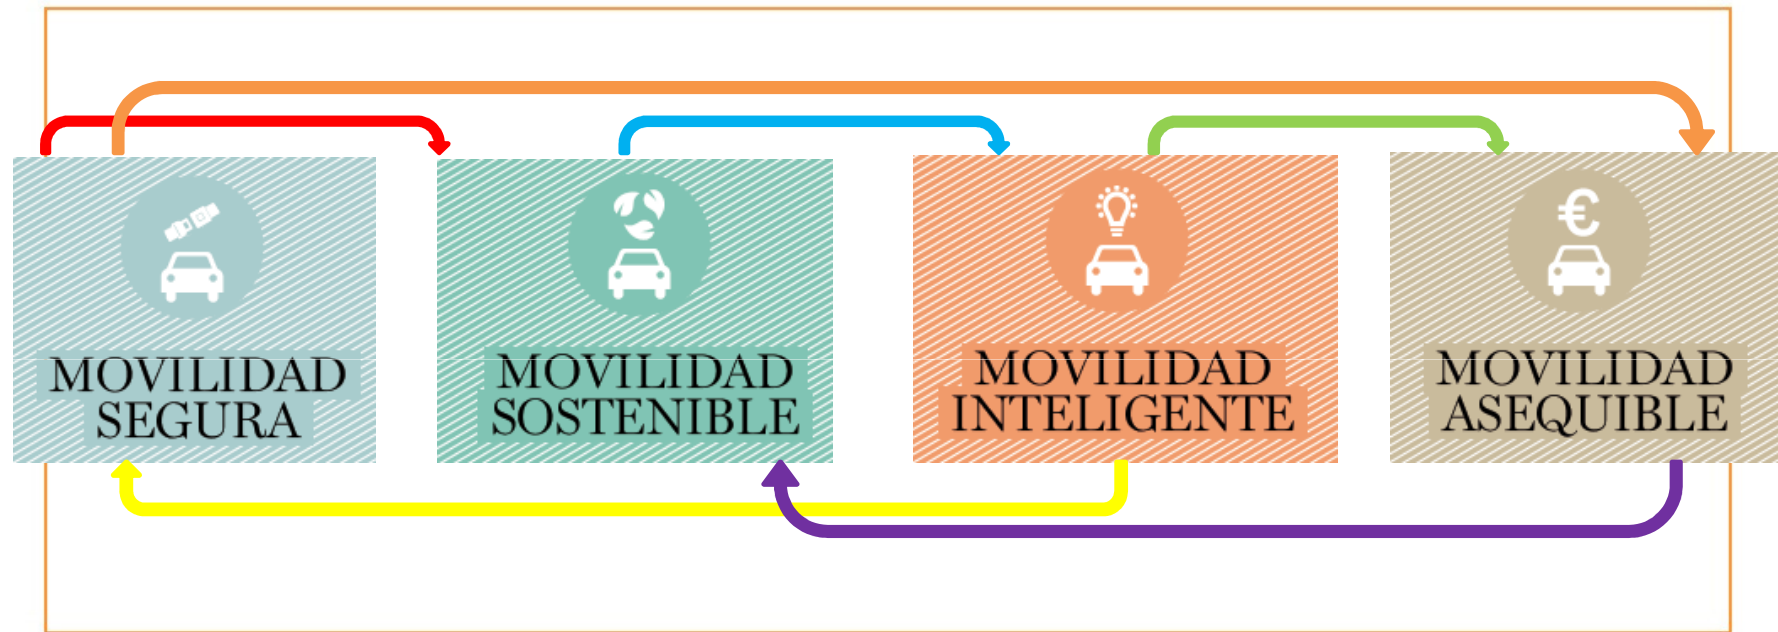 MOVILIDAD
SEGURA
MOVILIDAD
SOSTENIBLE
MOVILIDAD
INTELIGENTE
€
MOVILIDAD
ASEQUIBLE